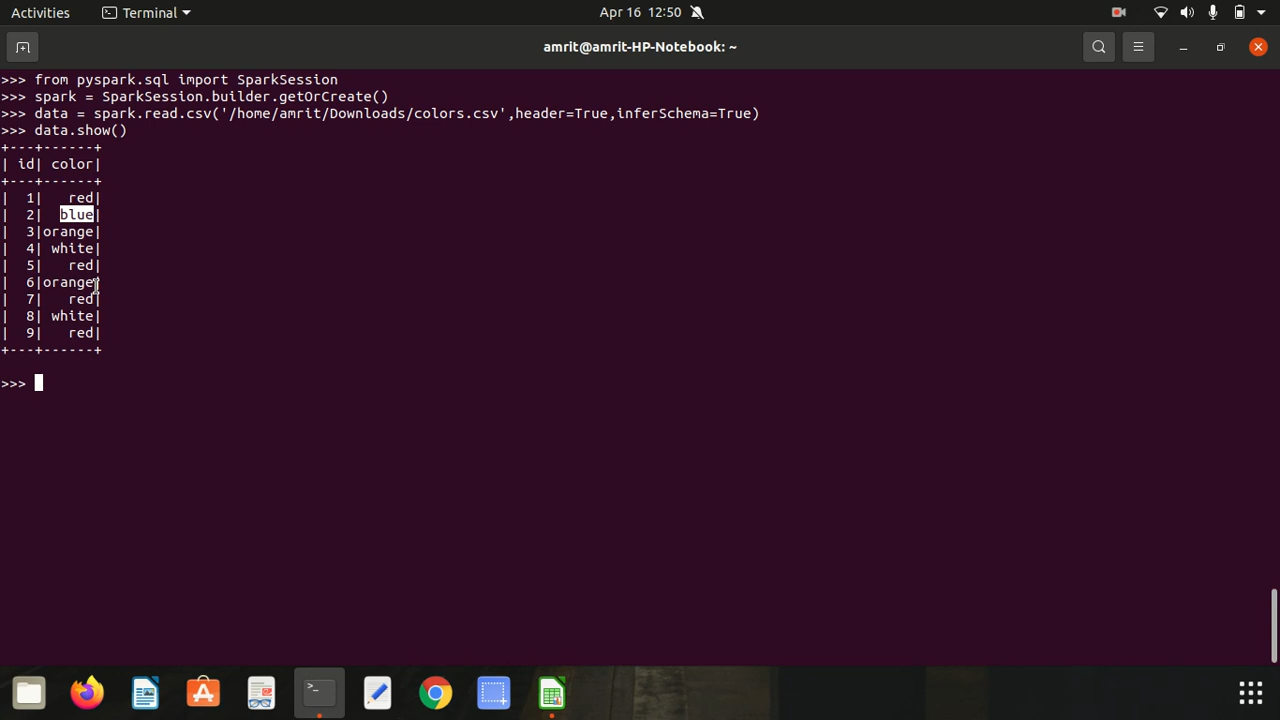 Activities Terminal Apr 16 12:50
amrit@amrit-HP-Notebook: ~
>>> from pyspark.sql import SparkSession
>>> spark = SparkSession.builder.getOrCreate()
>>> data = spark.read.csv('/home/amrit/Downloads/colors.csv',header=True,inferSchema=True)
>>> data.show()
+---+------+
| id| color|
+---+------+
|  1|   red|
|  2|  blue|
|  3|orange|
|  4| white|
|  5|   red|
|  6|orange|
|  7|   red|
|  8| white|
|  9|   red|
+---+------+
>>>